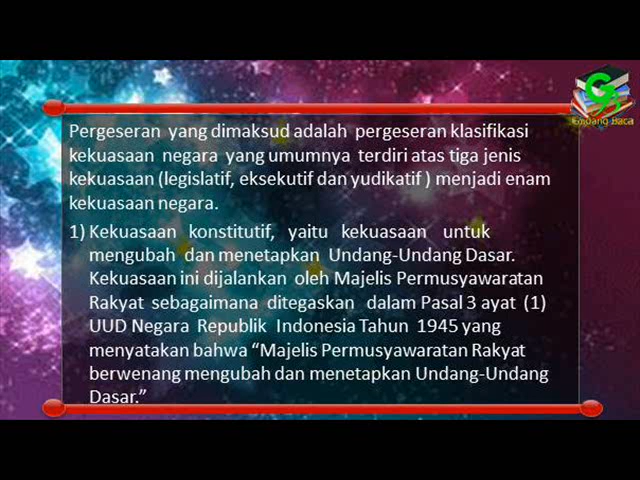 Gudang Baca
Pergeseran yang dimaksud adalah pergeseran klasifikasi
kekuasaan negara yang umumnya terdiri atas tiga jenis
kekuasaan (legislatif, eksekutif dan yudikatif ) menjadi enam
kekuasaan negara.
1) Kekuasaan konstitutif, yaitu kekuasaan untuk
mengubah dan menetapkan Undang-Undang Dasar.
Kekuasaan ini dijalankan oleh Majelis Permusyawaratan
Rakyat sebagaimana ditegaskan dalam Pasal 3 ayat (1)
UUD Negara Republik Indonesia Tahun 1945 yang
menyatakan bahwa “Majelis Permusyawaratan Rakyat
berwenang mengubah dan menetapkan Undang-Undang
Dasar.”